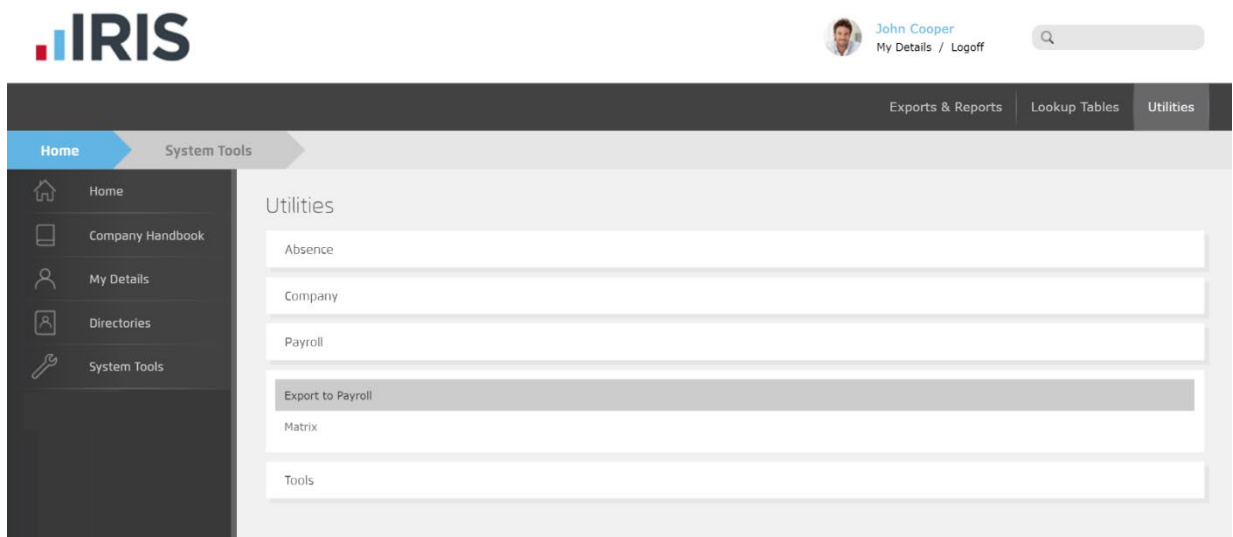 IRIS
John Cooper
My Details / Logoff
Exports & Reports Lookup Tables Utilities
Home System Tools
Home
Company Handbook
My Details
Directories
System Tools
Utilities
Absence
Company
Payroll
Export to Payroll
Matrix
Tools